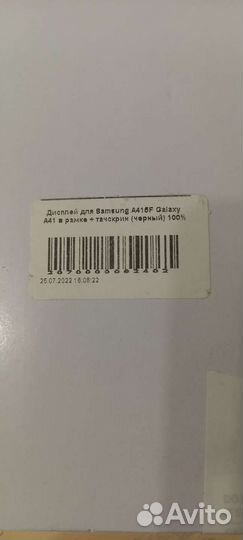 Дисплей для Samsung A415F Galaxy
A41 в рамке + тачскрин (черный) 100%
25.07.2022 16:08:22
Avito